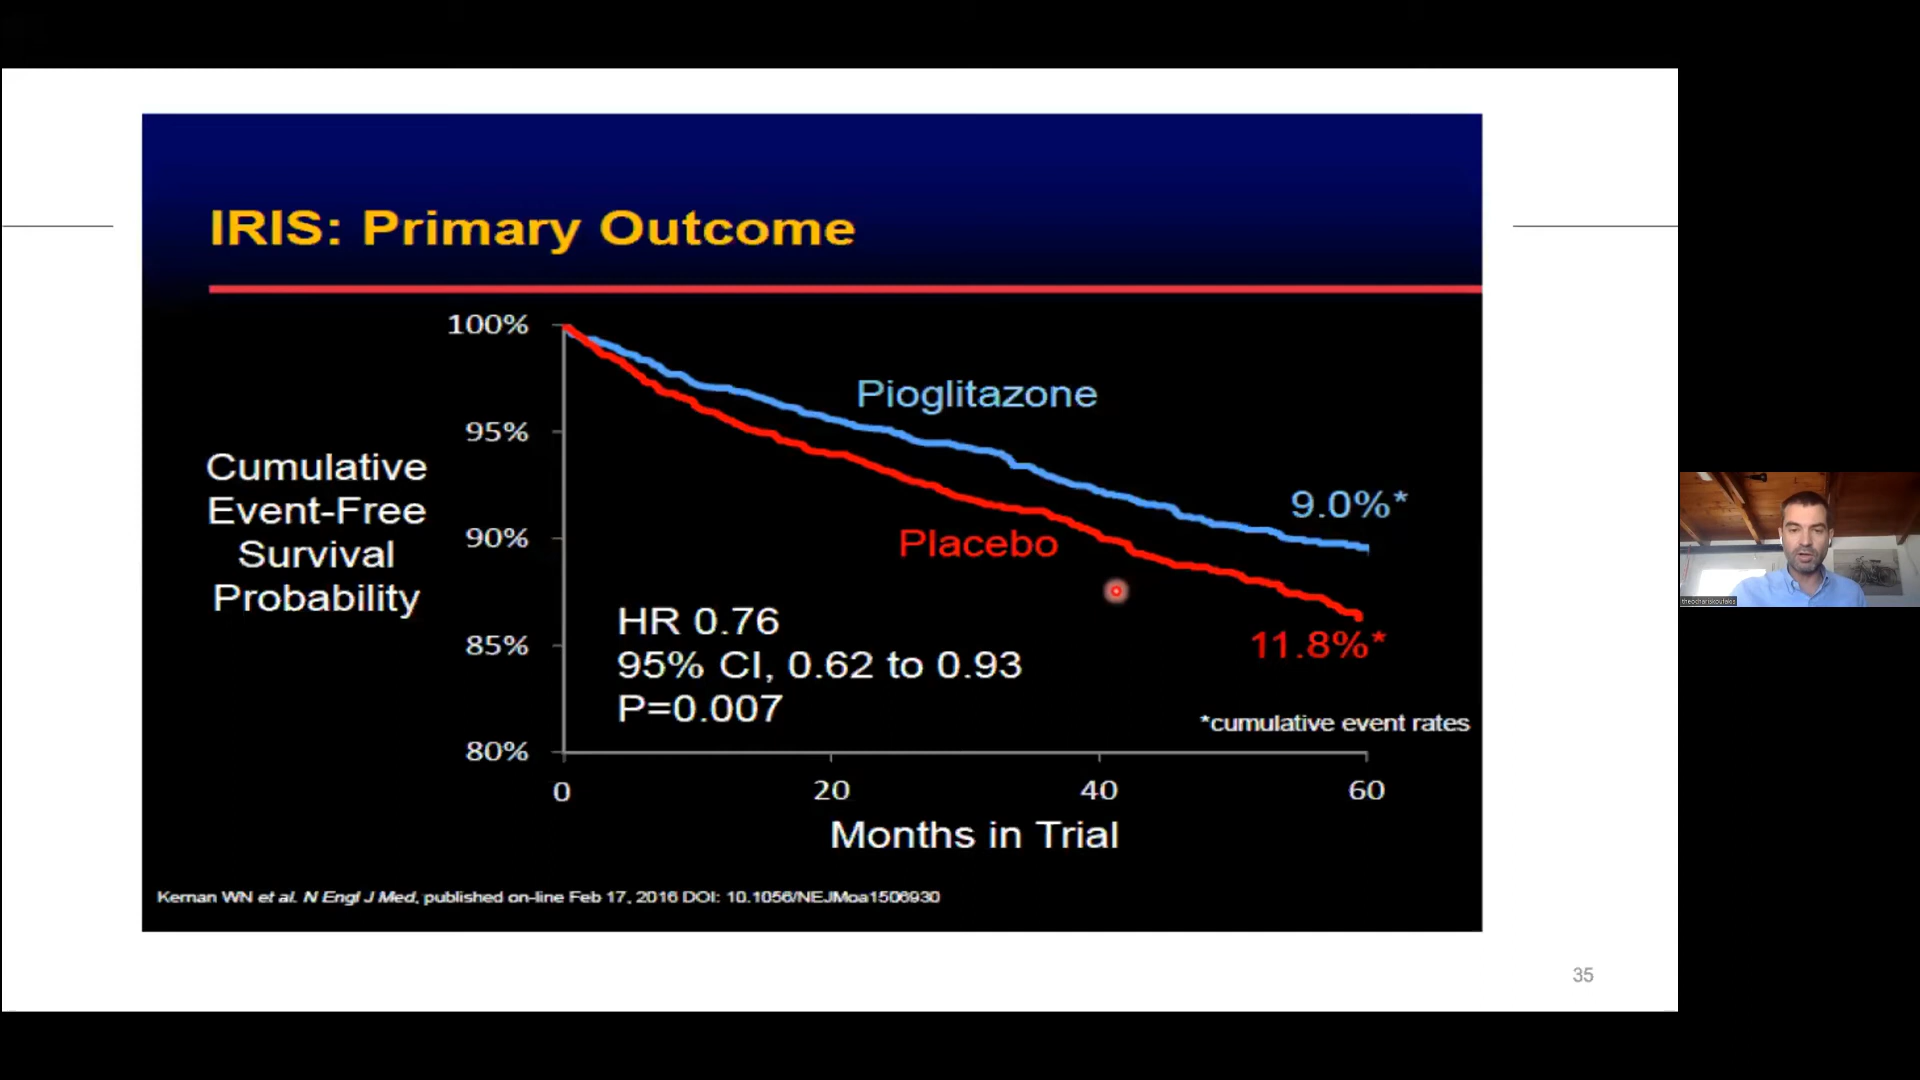 IRIS: Primary Outcome
100%
95%
90%
85%
80%
Cumulative
Event-Free
Survival
Probability
Pioglitazone
9.0%*
Placebo
HR 0.76
95% CI, 0.62 to 0.93
P=0.007
11.8%*
*cumulative event rates
0
20
40
60
Months in Trial
Kernan WN et al. N Engl J Med, published on-line Feb 17, 2016 DOI: 10.1056/NEJMoa1506930
35